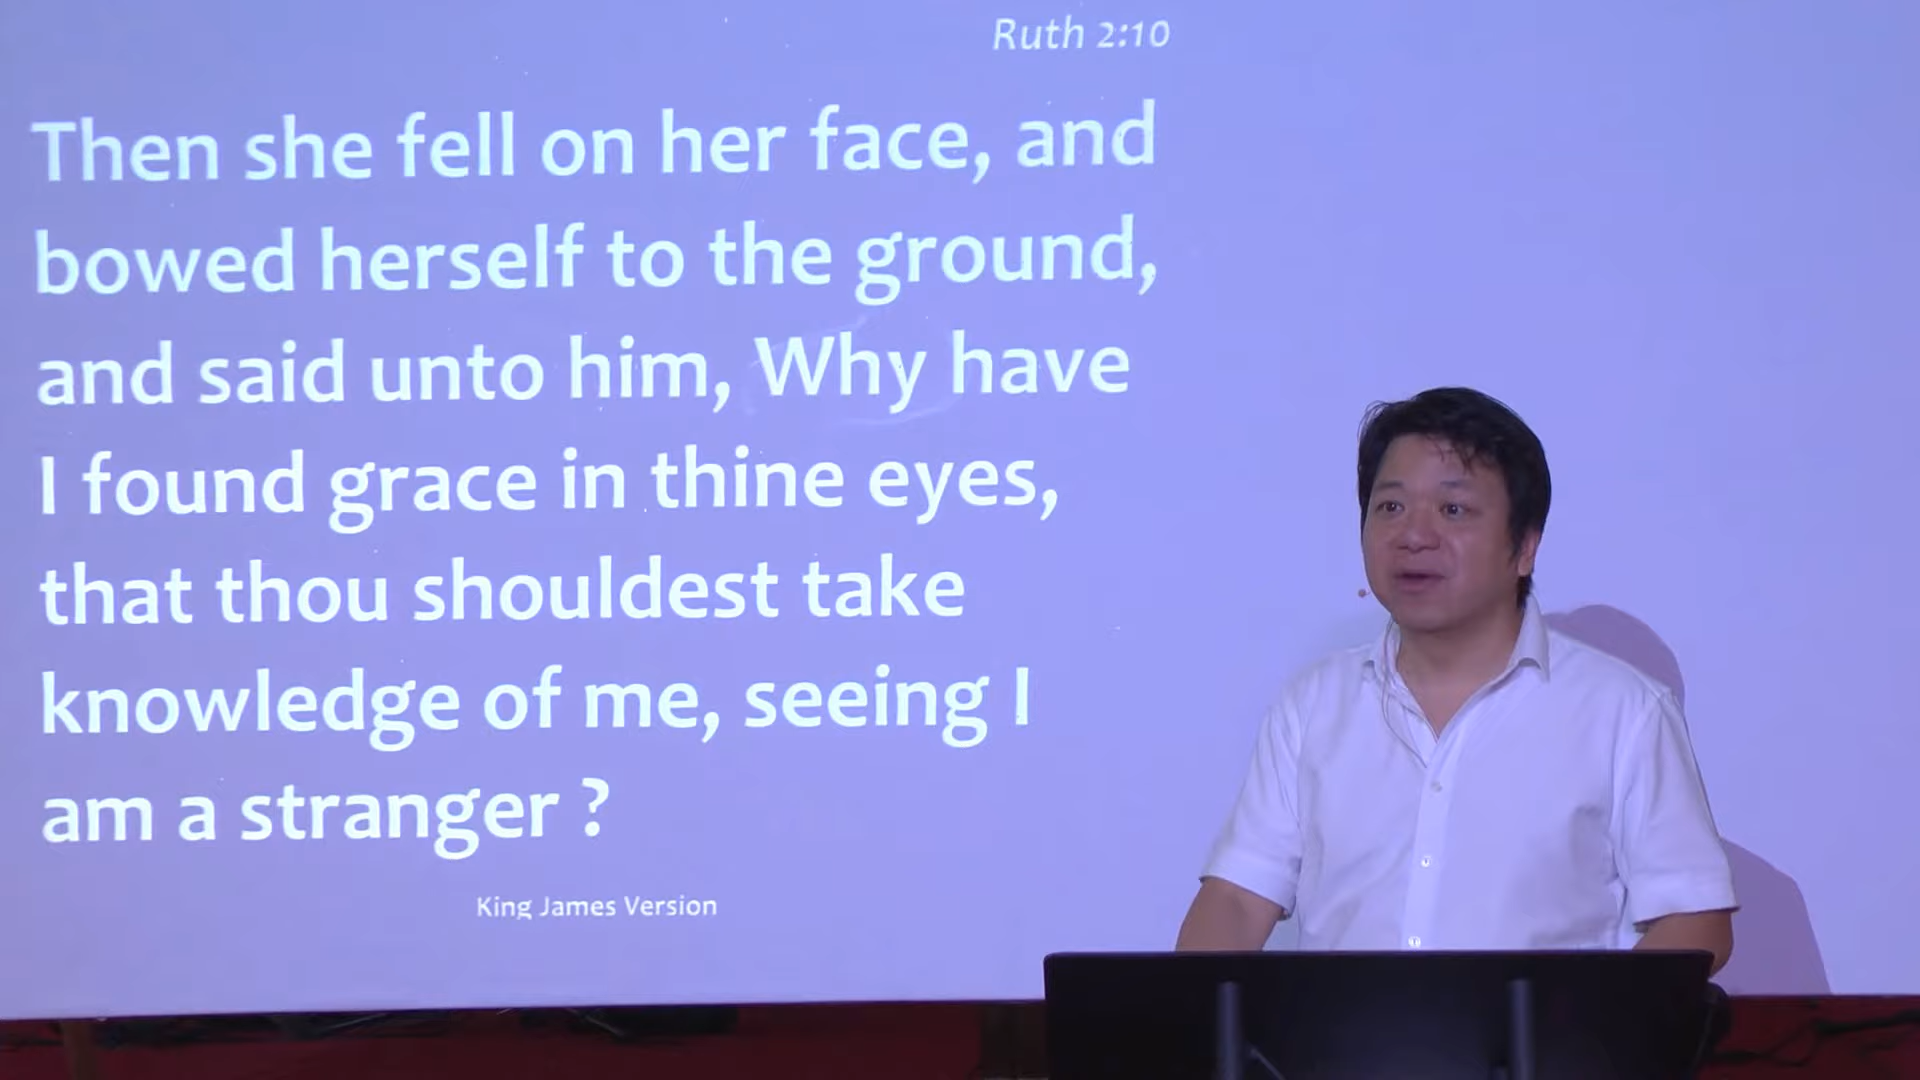 Ruth 2:10
Then she fell on her face, and
bowed herself to the ground,
and said unto him, Why have
I found grace in thine eyes,
that thou shouldest take
knowledge of me, seeing I
am a stranger ?
King James Version